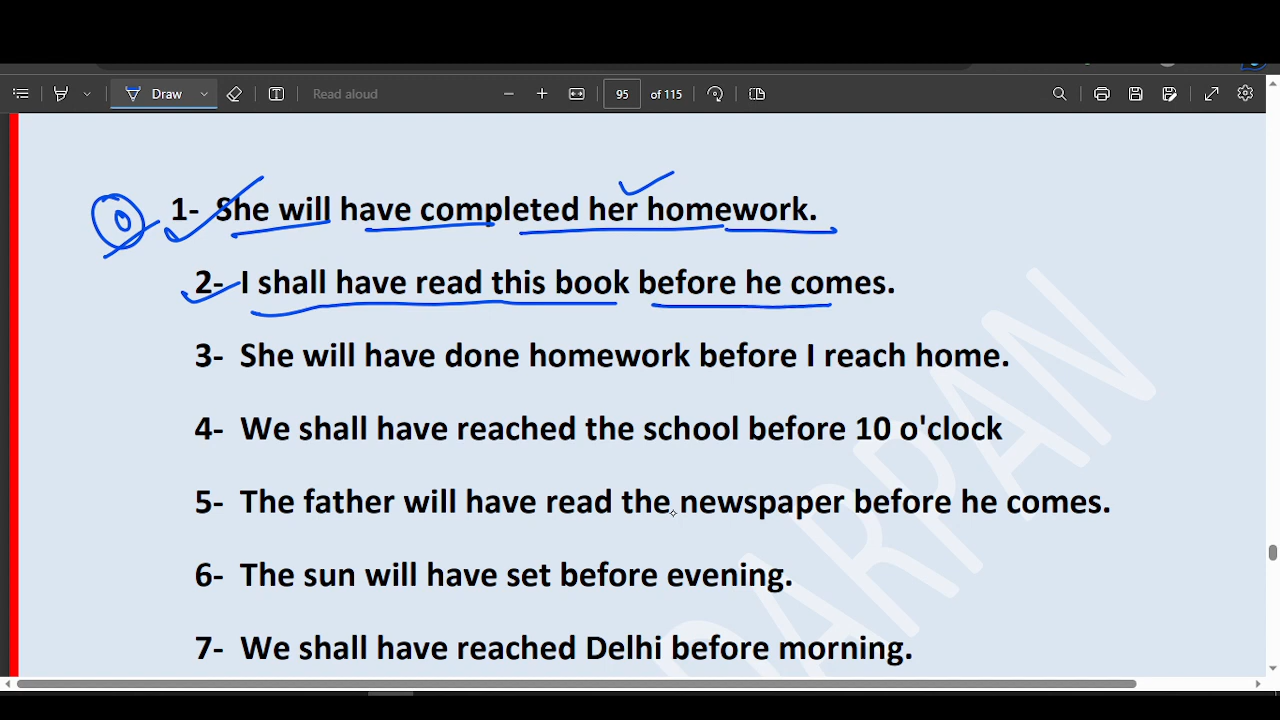 Draw
Read aloud
95
of 115
1- She will have completed her homework.
2- I shall have read this book before he comes.
3- She will have done homework before I reach home.
4- We shall have reached the school before 10 o'clock
5- The father will have read the newspaper before he comes.
6- The sun will have set before evening.
7- We shall have reached Delhi before morning.
DARPAN